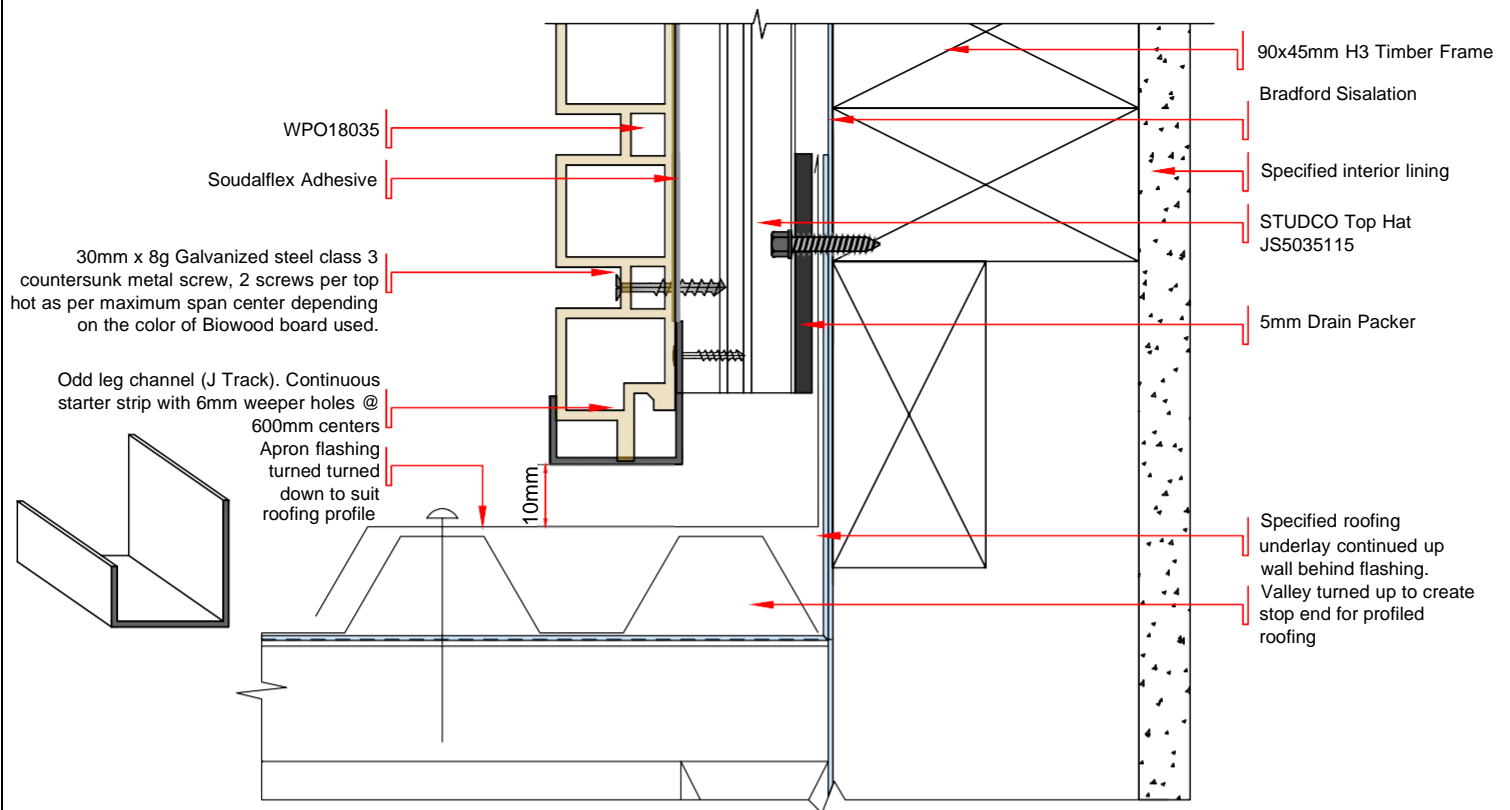 WPO18035
Soudalflex Adhesive
30mm x 8g Galvanized steel class 3
countersunk metal screw, 2 screws per top
hot as per maximum span center depending
on the color of Biowood board used.
Odd leg channel (J Track). Continuous
starter strip with 6mm weeper holes @
600mm centers
Apron flashing
turned turned
down to suit
roofing profile
10mm
90x45mm H3 Timber Frame
Bradford Sisalation
Specified interior lining
STUDCO Top Hat
JS5035115
5mm Drain Packer
Specified roofing
underlay continued up
wall behind flashing.
Valley turned up to create
stop end for profiled
roofing